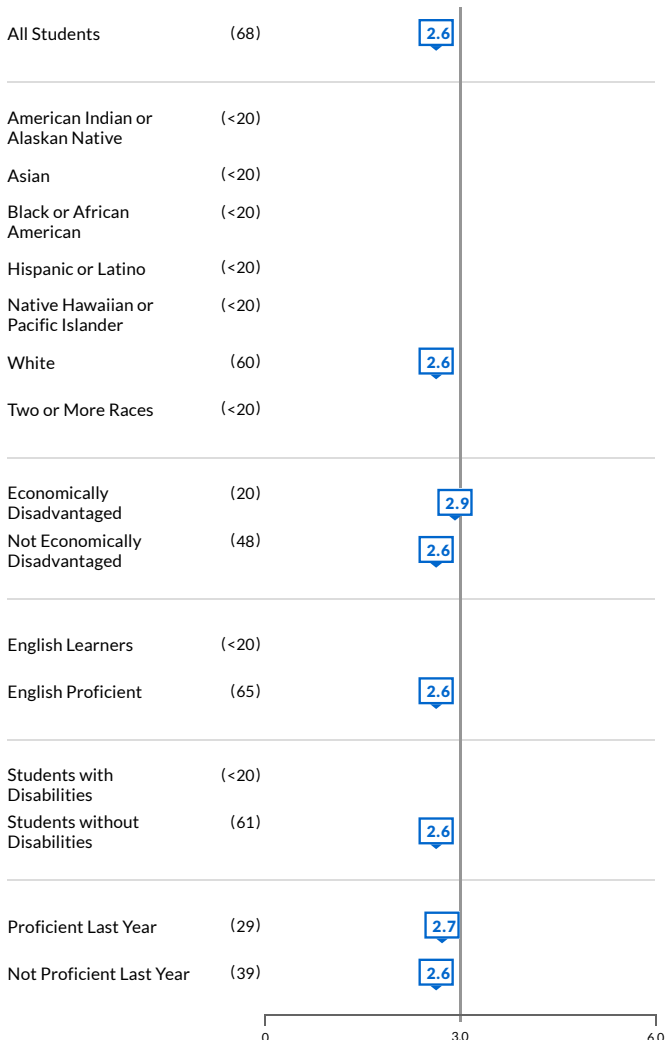 All Students (68) 2.6
American Indian or (<20)
Alaskan Native
Asian (<20)
Black or African (<20)
American
Hispanic or Latino (<20)
Native Hawaiian or (<20)
Pacific Islander
White (60) 2.6
Two or More Races (<20)
Economically (20) 2.9
Disadvantaged
Not Economically (48) 2.6
Disadvantaged
English Learners (<20)
English Proficient (65) 2.6
Students with (<20)
Disabilities
Students without (61) 2.6
Disabilities
Proficient Last Year (29) 2.7
Not Proficient Last Year (39) 2.6
0 3.0 6.0